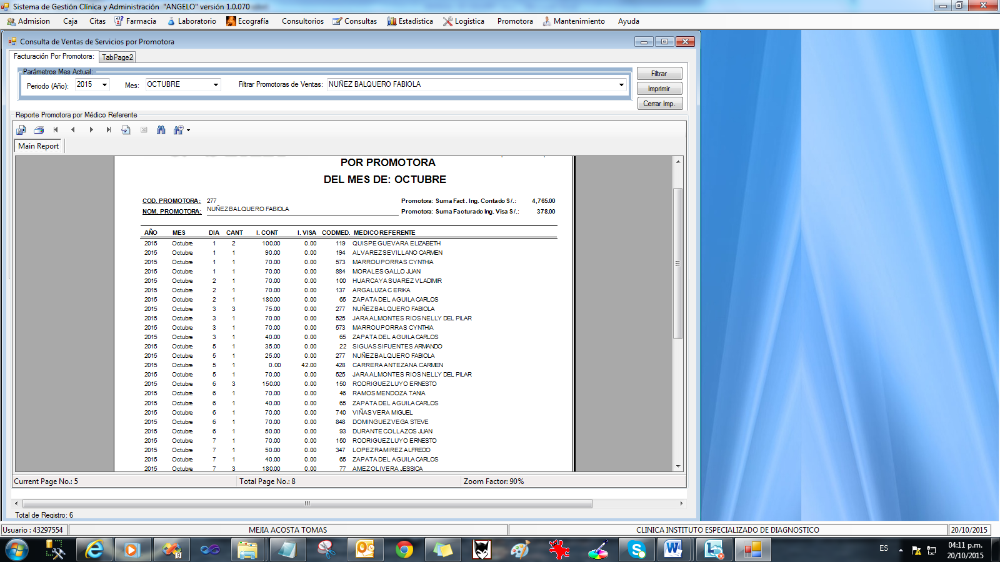 Sistema de Gestión Clínica y Administración "ANGELO" versión 1.0.070
Admision Caja Citas Farmacia Laboratorio Ecografía Consultorios Consultas Estadistica Logistica Promotora Mantenimiento Ayuda
Consulta de Ventas de Servicios por Promotora
Facturación Por Promotora: TabPage2
Parámetros Mes Actual:
Periodo (Año): 2015 Mes: OCTUBRE Filtrar Promotoras de Ventas: NUÑEZ BALQUERO FABIOLA
Filtrar
Imprimir
Cerrar Imp.
Reporte Promotora por Médico Referente
Main Report
POR PROMOTORA
DEL MES DE: OCTUBRE
COD. PROMOTORA: 277 Promotora: Suma Fact. Ing. Contado S/.: 4,765.00
NOM. PROMOTORA: NUÑEZ BALQUERO FABIOLA Promotora: Suma Facturado Ing. Visa S/.: 378.00
AÑO MES DIA CANT I. CONT I. VISA CODMED. MEDICO REFERENTE
2015 Octubre 1 2 100.00 0.00 119 QUISPE GUEVARA ELIZABETH
2015 Octubre 1 1 90.00 0.00 194 ALVAREZ SEVILLANO CARMEN
2015 Octubre 1 1 70.00 0.00 573 MARROU PORRAS CYNTHIA
2015 Octubre 1 1 70.00 0.00 884 MORALES GALLO JUAN
2015 Octubre 2 1 70.00 0.00 100 HUARCAYA SUAREZ VLADIMIR
2015 Octubre 2 1 70.00 0.00 137 ARGALUZA C ERIKA
2015 Octubre 2 1 180.00 0.00 65 ZAPATA DEL AGUILA CARLOS
2015 Octubre 3 3 75.00 0.00 277 NUÑEZ BALQUERO FABIOLA
2015 Octubre 3 1 70.00 0.00 525 JARA ALMONTES RIOS NELLY DEL PILAR
2015 Octubre 3 1 70.00 0.00 573 MARROU PORRAS CYNTHIA
2015 Octubre 3 1 40.00 0.00 65 ZAPATA DEL AGUILA CARLOS
2015 Octubre 5 1 35.00 0.00 22 SIGUAS SIFUENTES ARMANDO
2015 Octubre 5 1 25.00 0.00 277 NUÑEZ BALQUERO FABIOLA
2015 Octubre 5 1 0.00 42.00 428 CARRERA ANTEZANA CARMEN
2015 Octubre 5 1 70.00 0.00 525 JARA ALMONTES RIOS NELLY DEL PILAR
2015 Octubre 6 3 150.00 0.00 150 RODRIGUEZ LUYO ERNESTO
2015 Octubre 6 1 70.00 0.00 46 RAMOS MENDOZA TANIA
2015 Octubre 6 1 40.00 0.00 65 ZAPATA DEL AGUILA CARLOS
2015 Octubre 6 1 70.00 0.00 740 VIÑAS VERA MIGUEL
2015 Octubre 6 1 70.00 0.00 848 DOMINGUEZ VEGA STEVE
2015 Octubre 6 1 50.00 0.00 93 DURANTE COLLAZOS JUAN
2015 Octubre 7 1 70.00 0.00 150 RODRIGUEZ LUYO ERNESTO
2015 Octubre 7 1 50.00 0.00 347 LOPEZ RAMIREZ ALFREDO
2015 Octubre 7 1 40.00 0.00 65 ZAPATA DEL AGUILA CARLOS
2015 Octubre 7 3 180.00 0.00 77 AMEZ OLIVERA JESSICA
Current Page No.: 5 Total Page No.: 8 Zoom Factor: 90%
Total de Registro: 6
Usuario : 43297554 MEJIA ACOSTA TOMAS CLINICA INSTITUTO ESPECIALIZADO DE DIAGNOSTICO 20/10/2015
ES 04:11 p.m.
20/10/2015